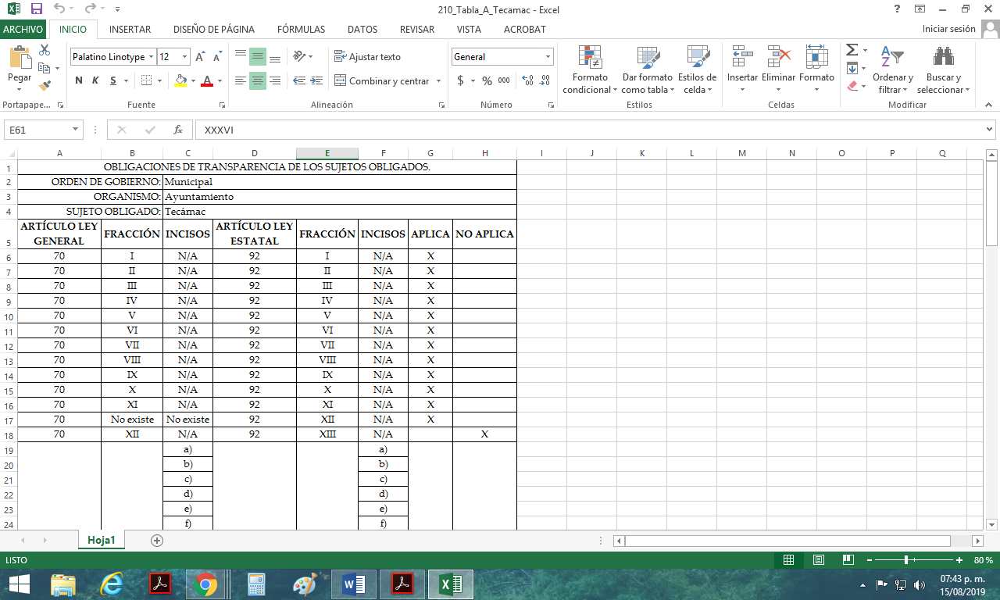 210_Tabla_A_Tecamac - Excel
ARCHIVO INICIO INSERTAR DISEÑO DE PÁGINA FÓRMULAS DATOS REVISAR VISTA ACROBAT Iniciar sesión
Pegar
Portapape...
Palatino Linotype 12
N K S
Fuente
Ajustar texto
Combinar y centrar
Alineación
General
$ % 000
Número
Formato condicional
Dar formato como tabla
Estilos de celda
Estilos
Insertar Eliminar Formato
Celdas
Ordenar y filtrar
Buscar y seleccionar
Modificar
E61 fx XXXVI
A B C D E F G H I J K L M N O P Q
1 OBLIGACIONES DE TRANSPARENCIA DE LOS SUJETOS OBLIGADOS.
2 ORDEN DE GOBIERNO: Municipal
3 ORGANISMO: Ayuntamiento
4 SUJETO OBLIGADO: Tecámac
5 ARTÍCULO LEY GENERAL FRACCIÓN INCISOS ARTÍCULO LEY ESTATAL FRACCIÓN INCISOS APLICA NO APLICA
6 70 I N/A 92 I N/A X
7 70 II N/A 92 II N/A X
8 70 III N/A 92 III N/A X
9 70 IV N/A 92 IV N/A X
10 70 V N/A 92 V N/A X
11 70 VI N/A 92 VI N/A X
12 70 VII N/A 92 VII N/A X
13 70 VIII N/A 92 VIII N/A X
14 70 IX N/A 92 IX N/A X
15 70 X N/A 92 X N/A X
16 70 XI N/A 92 XI N/A X
17 70 No existe No existe 92 XII N/A X
18 70 XII N/A 92 XIII N/A X
19 a) a)
20 b) b)
21 c) c)
22 d) d)
23 e) e)
24 f) f)
Hoja1
LISTO 80 %
07:43 p. m.
15/08/2019